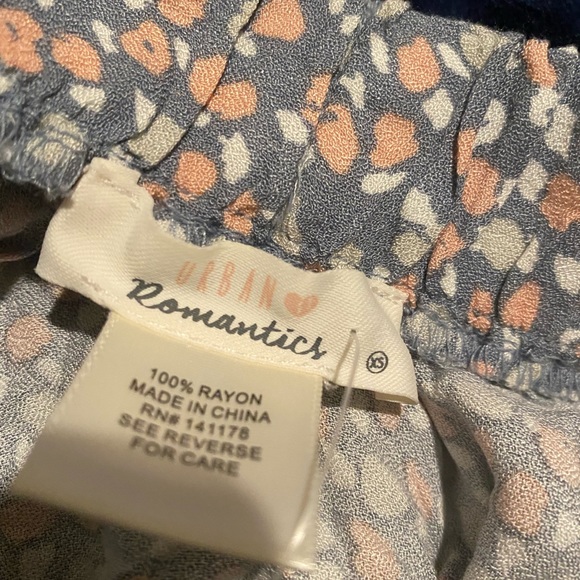 URBAN
Romantics
XS
100% RAYON
MADE IN CHINA
RN# 141178
SEE REVERSE
FOR CARE